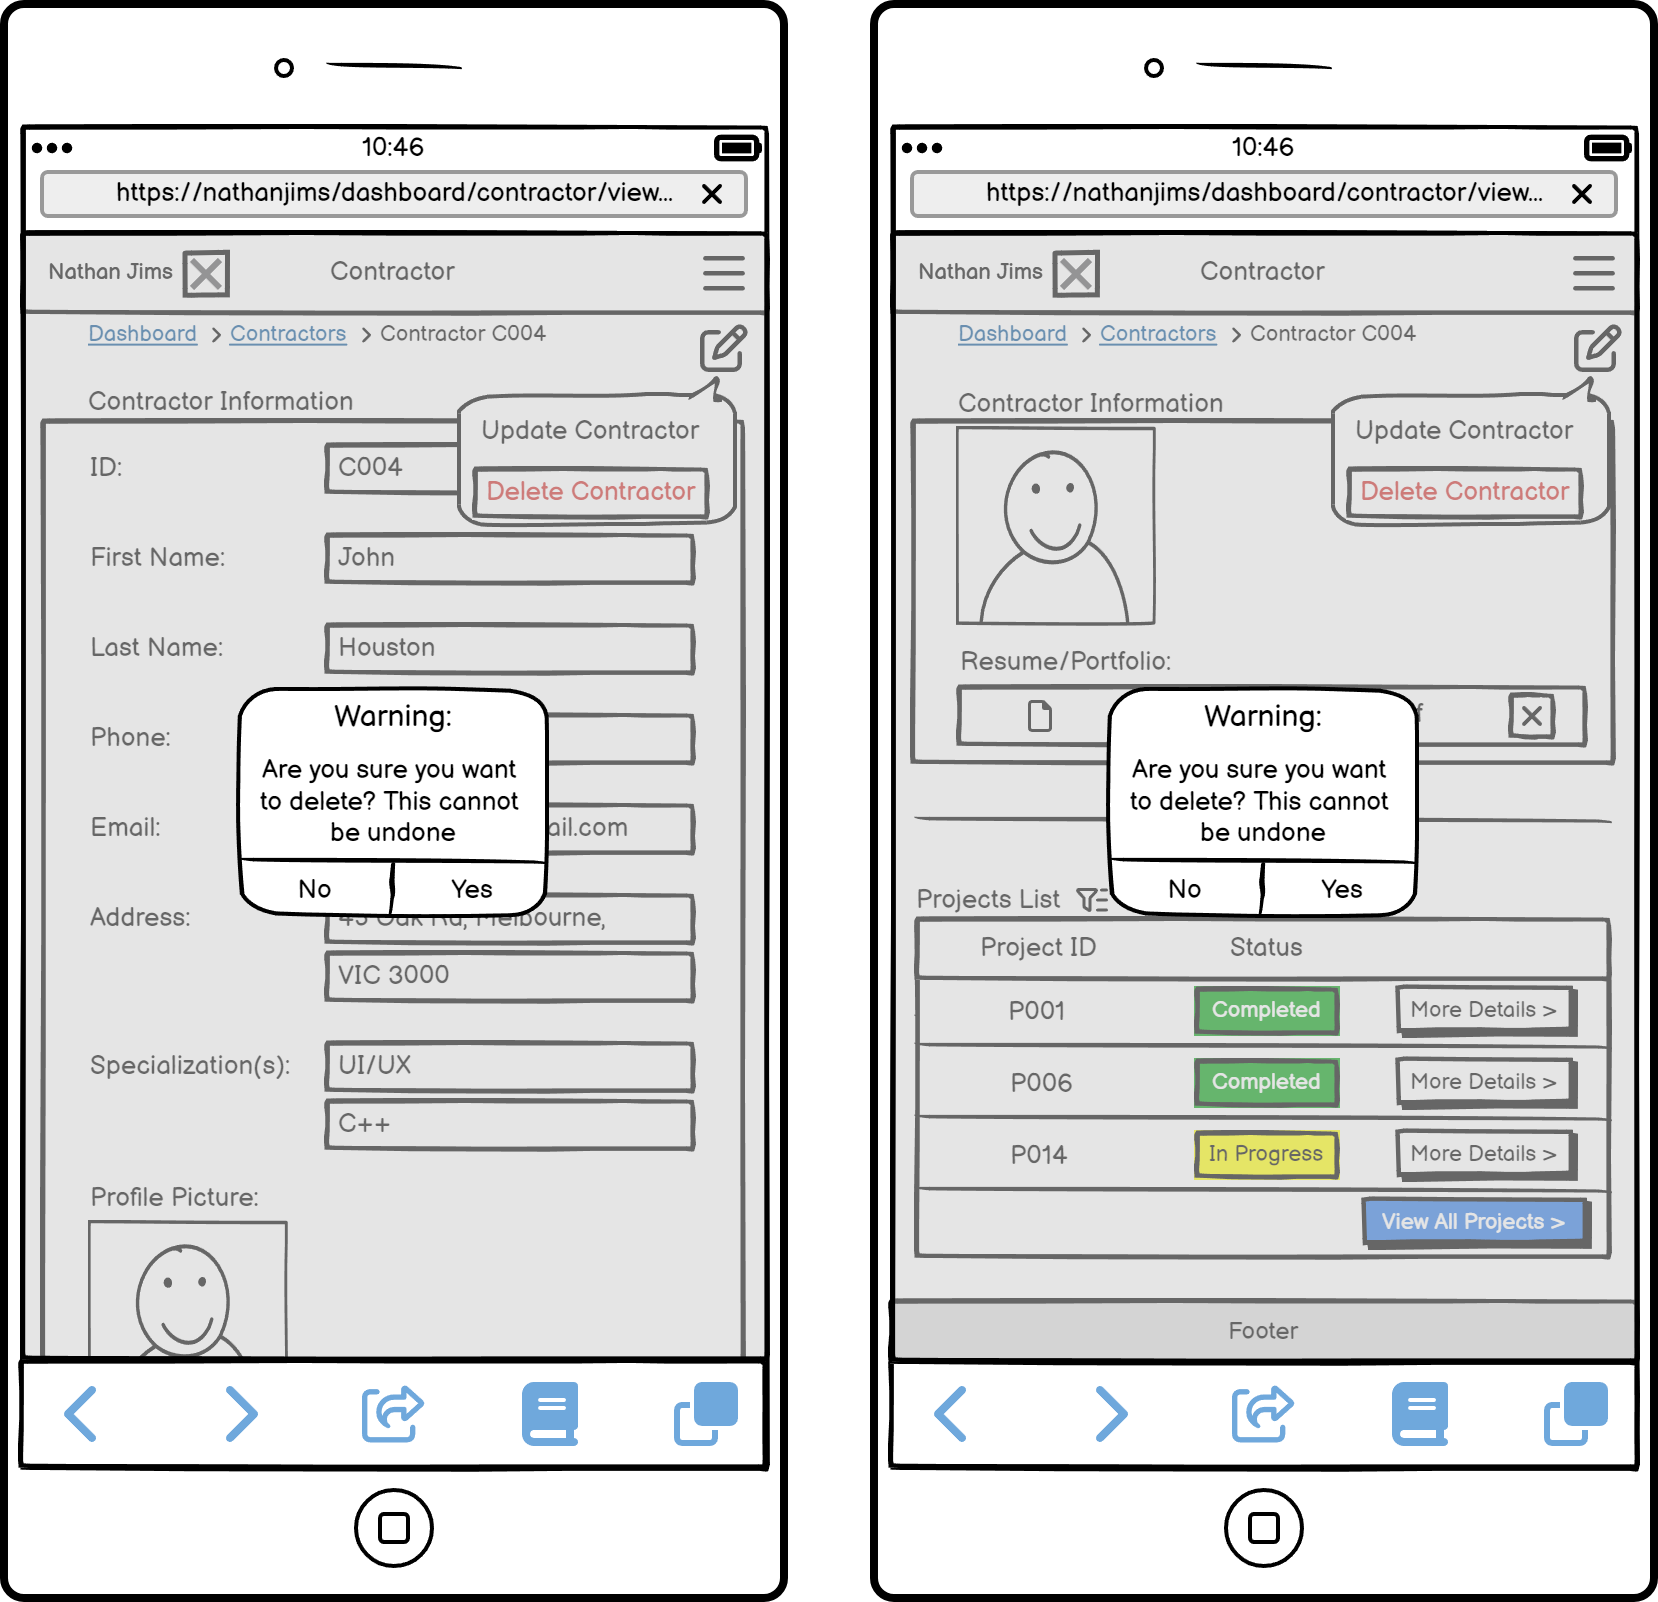 10:46
https://nathanjims/dashboard/contractor/view...
Nathan Jims
Contractor
Dashboard > Contractors > Contractor C004
Contractor Information
Update Contractor
Delete Contractor
ID: C004
First Name: John
Last Name: Houston
Phone:
Warning:
Are you sure you want
to delete? This cannot
be undone
No Yes
Email: ail.com
Address: 45 Oak Rd, Melbourne,
VIC 3000
Specialization(s): UI/UX
C++
Profile Picture:
10:46
https://nathanjims/dashboard/contractor/view...
Nathan Jims
Contractor
Dashboard > Contractors > Contractor C004
Contractor Information
Update Contractor
Delete Contractor
Resume/Portfolio:
f
Warning:
Are you sure you want
to delete? This cannot
be undone
No Yes
Projects List
Project ID Status
P001 Completed More Details >
P006 Completed More Details >
P014 In Progress More Details >
View All Projects >
Footer